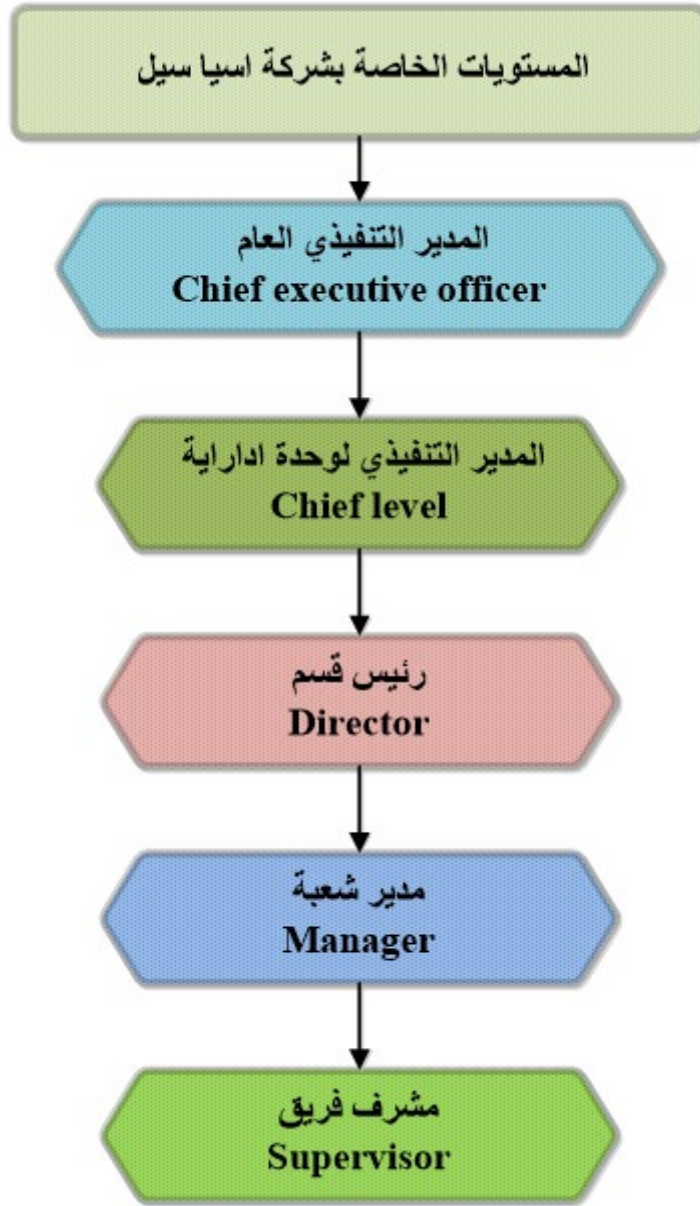 المستويات الخاصة بشركة اسيا سيل
المدير التنفيذي العام
Chief executive officer
المدير التنفيذي لوحدة اداراية
Chief level
رئيس قسم
Director
مدير شعبة
Manager
مشرف فريق
Supervisor